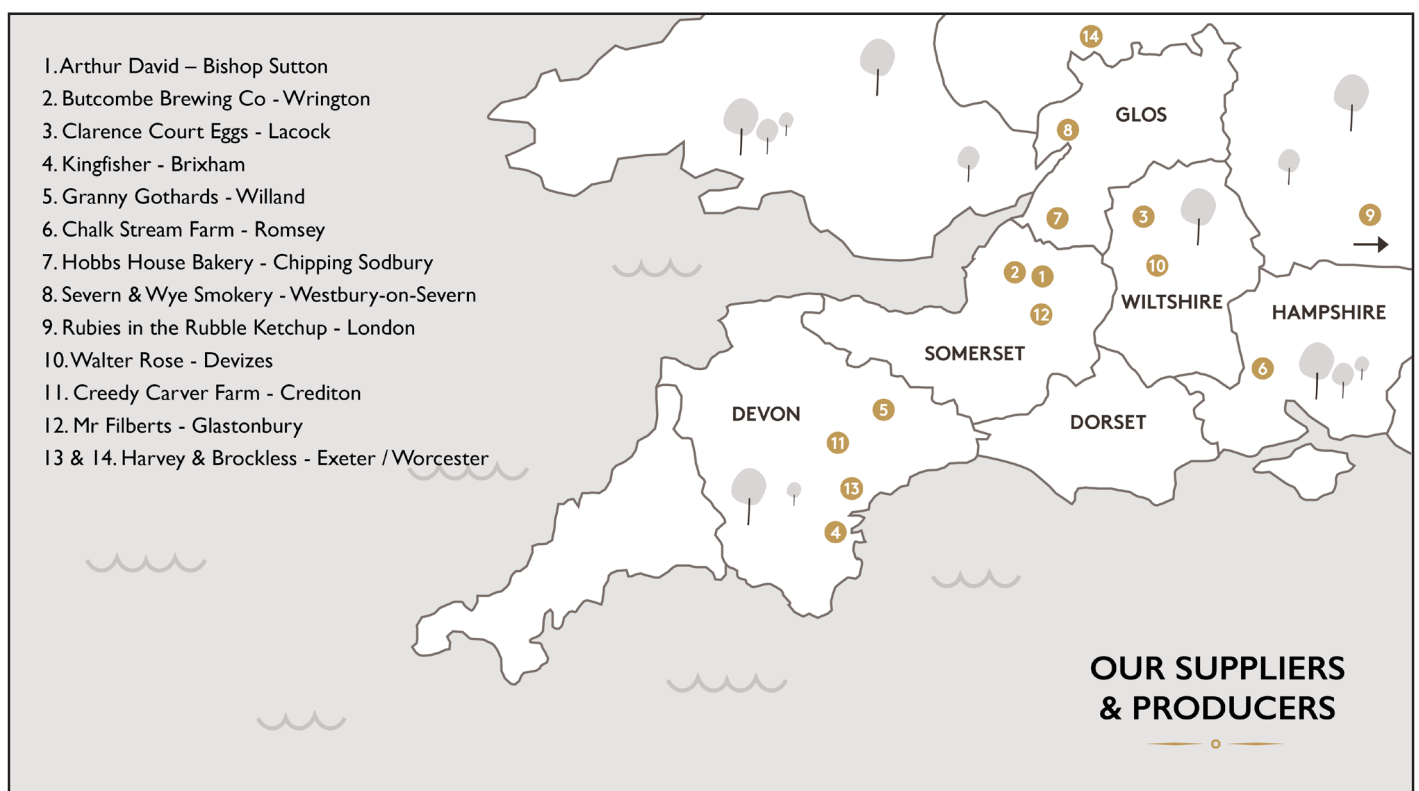 1. Arthur David – Bishop Sutton
2. Butcombe Brewing Co - Wrington
3. Clarence Court Eggs - Lacock
4. Kingfisher - Brixham
5. Granny Gothards - Willand
6. Chalk Stream Farm - Romsey
7. Hobbs House Bakery - Chipping Sodbury
8. Severn & Wye Smokery - Westbury-on-Severn
9. Rubies in the Rubble Ketchup - London
10. Walter Rose - Devizes
11. Creedy Carver Farm - Crediton
12. Mr Filberts - Glastonbury
13 & 14. Harvey & Brockless - Exeter / Worcester
14
GLOS
8
9
3
7
10
2
1
WILTSHIRE
12
HAMPSHIRE
SOMERSET
6
DEVON
5
DORSET
11
13
4
OUR SUPPLIERS
& PRODUCERS